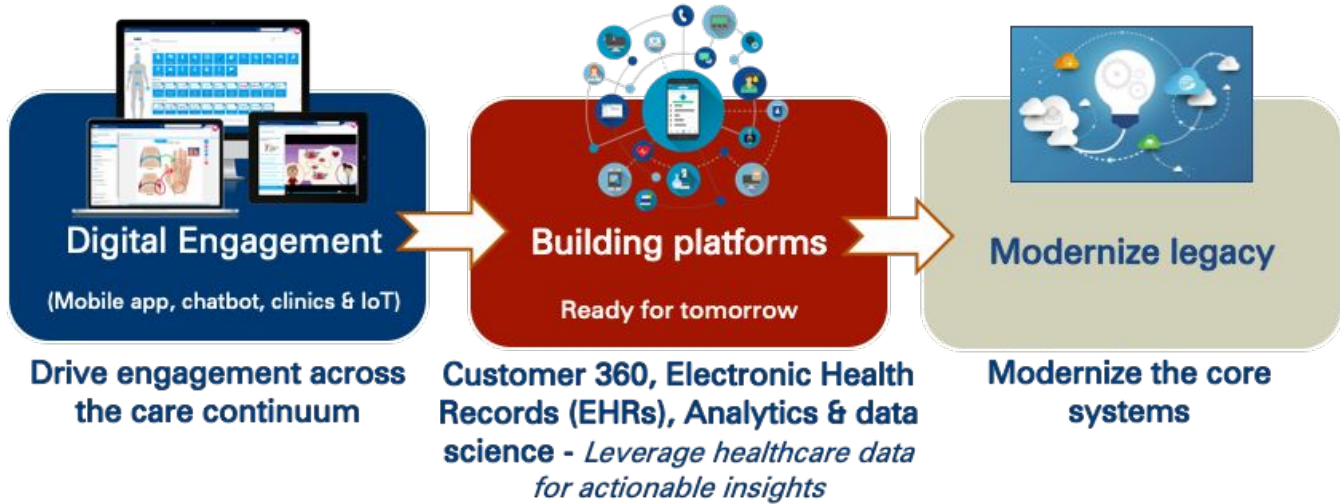 Digital Engagement
(Mobile app, chatbot, clinics & IoT)
Drive engagement across
the care continuum
Building platforms
Ready for tomorrow
Customer 360, Electronic Health
Records (EHRs), Analytics & data
science - Leverage healthcare data
for actionable insights
Modernize legacy
Modernize the core
systems